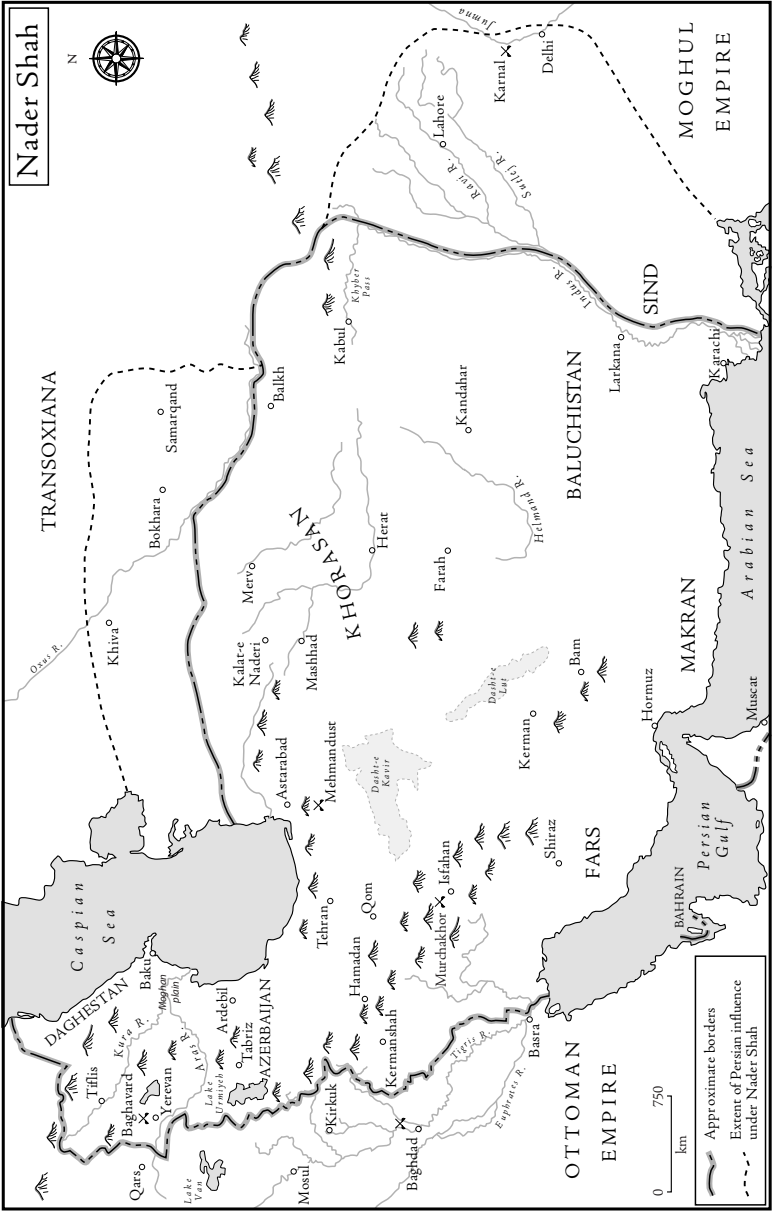 Nader Shah
N
TRANSOXIANA
MOGHUL
EMPIRE
Jumna
Karnal
Delhi
Lahore
Ravi R.
Sutlej R.
Khyber
Pass
Kabul
Indus R.
SIND
Larkana
Karachi
Balkh
Samarqand
Bokhara
Kandahar
BALUCHISTAN
Helmand R.
Oxus R.
Khiva
Merv
KHORASAN
Herat
Farah
Kalat-e
Naderi
Mashhad
MAKRAN
Arabian Sea
Dasht-e
Lut
Bam
Kerman
Hormuz
Muscat
Astarabad
Mehmandust
Dasht-e
Kavir
Caspian
Sea
Tehran
Qom
Isfahan
Murchakhor
Shiraz
FARS
Persian
Gulf
BAHRAIN
DAGHESTAN
Baku
Moghan
plain
Kura R.
Aras R.
Ardebil
Tabriz
AZERBAIJAN
Hamadan
Kermanshah
Tiflis
Baghavard
Yerevan
Lake
Urmiyeh
Tigris R.
Basra
Euphrates R.
Kirkuk
Baghdad
Qars
Lake
Van
Mosul
OTTOMAN
EMPIRE
0
750
km
Approximate borders
Extent of Persian influence
under Nader Shah